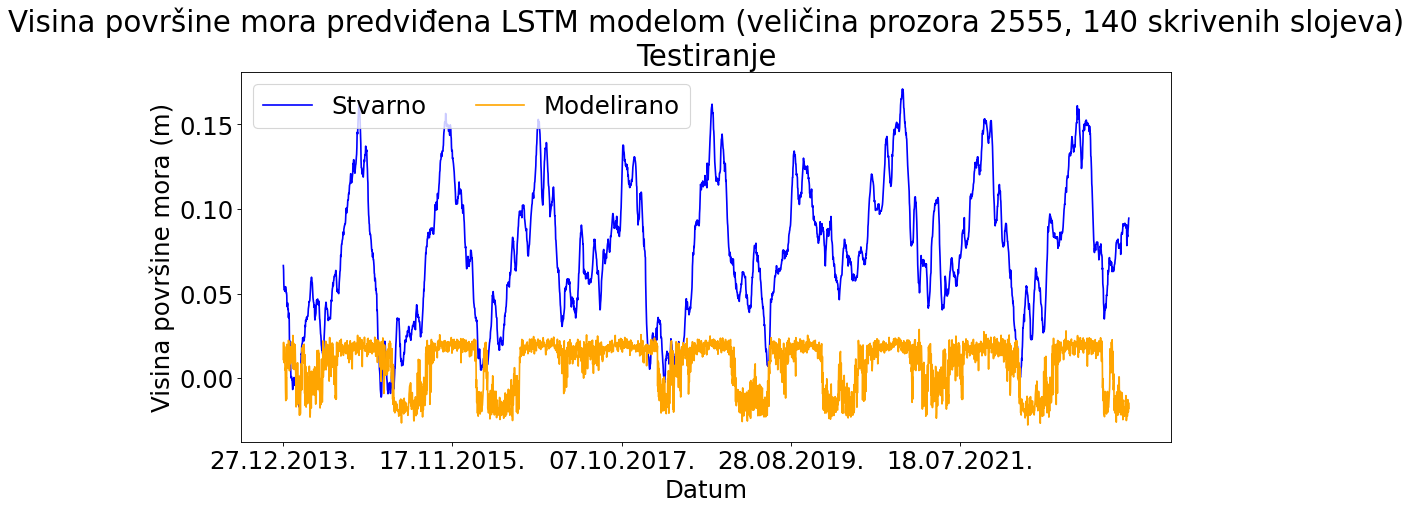 Visina površine mora predviđena LSTM modelom (veličina prozora 2555, 140 skrivenih slojeva)
Testiranje
Stvarno Modelirano
Visina površine mora (m)
0.15
0.10
0.05
0.00
27.12.2013. 17.11.2015. 07.10.2017. 28.08.2019. 18.07.2021.
Datum